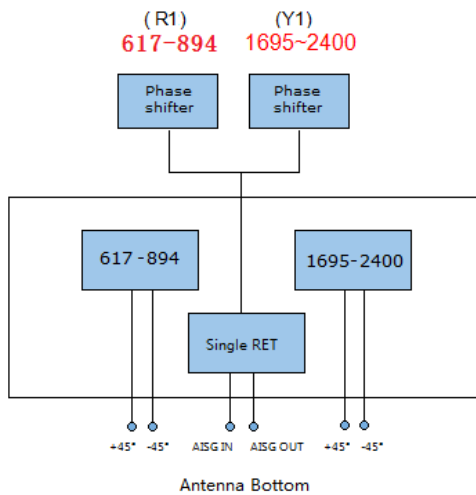 (R1) (Y1)
617-894 1695~2400
Phase shifter
Phase shifter
617-894
1695-2400
Single RET
+45° -45° AISG IN AISG OUT +45° -45°
Antenna Bottom